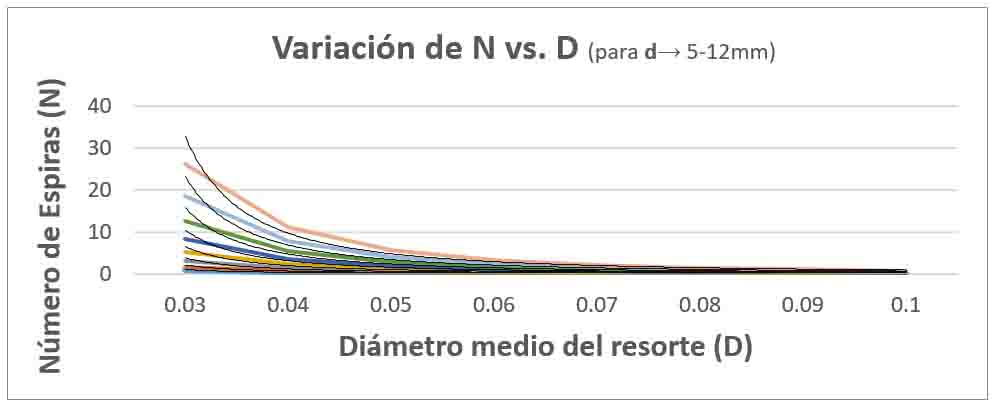 Variación de N vs. D (para d→ 5-12mm)
Número de Espiras (N)
40
30
20
10
0
0.03 0.04 0.05 0.06 0.07 0.08 0.09 0.1
Diámetro medio del resorte (D)